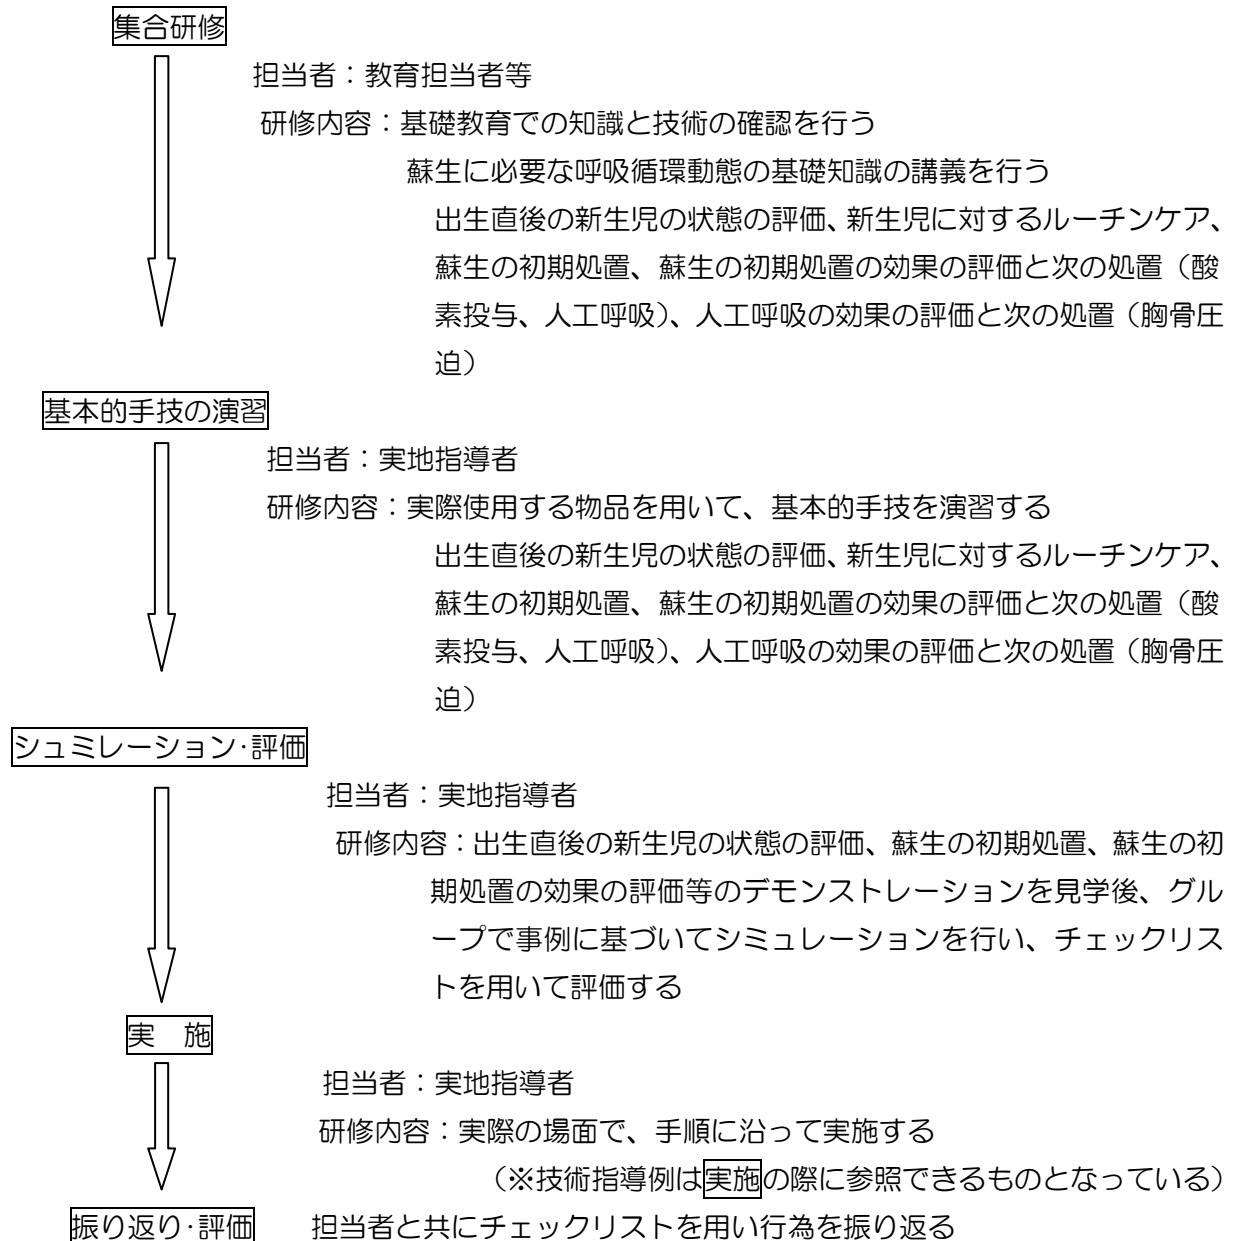 集合研修
担当者：教育担当者等
研修内容：基礎教育での知識と技術の確認を行う
蘇生に必要な呼吸循環動態の基礎知識の講義を行う
出生直後の新生児の状態の評価、新生児に対するルーチンケア、
蘇生の初期処置、蘇生の初期処置の効果の評価と次の処置（酸
素投与、人工呼吸）、人工呼吸の効果の評価と次の処置（胸骨圧
迫）
基本的手技の演習
担当者：実地指導者
研修内容：実際使用する物品を用いて、基本的手技を演習する
出生直後の新生児の状態の評価、新生児に対するルーチンケア、
蘇生の初期処置、蘇生の初期処置の効果の評価と次の処置（酸
素投与、人工呼吸）、人工呼吸の効果の評価と次の処置（胸骨圧
迫）
シュミレーション･評価
担当者：実地指導者
研修内容：出生直後の新生児の状態の評価、蘇生の初期処置、蘇生の初
期処置の効果の評価等のデモンストレーションを見学後、グル
ープで事例に基づいてシミュレーションを行い、チェックリス
トを用いて評価する
実　施
担当者：実地指導者
研修内容：実際の場面で、手順に沿って実施する
（※技術指導例は実施の際に参照できるものとなっている）
振り返り･評価　担当者と共にチェックリストを用い行為を振り返る